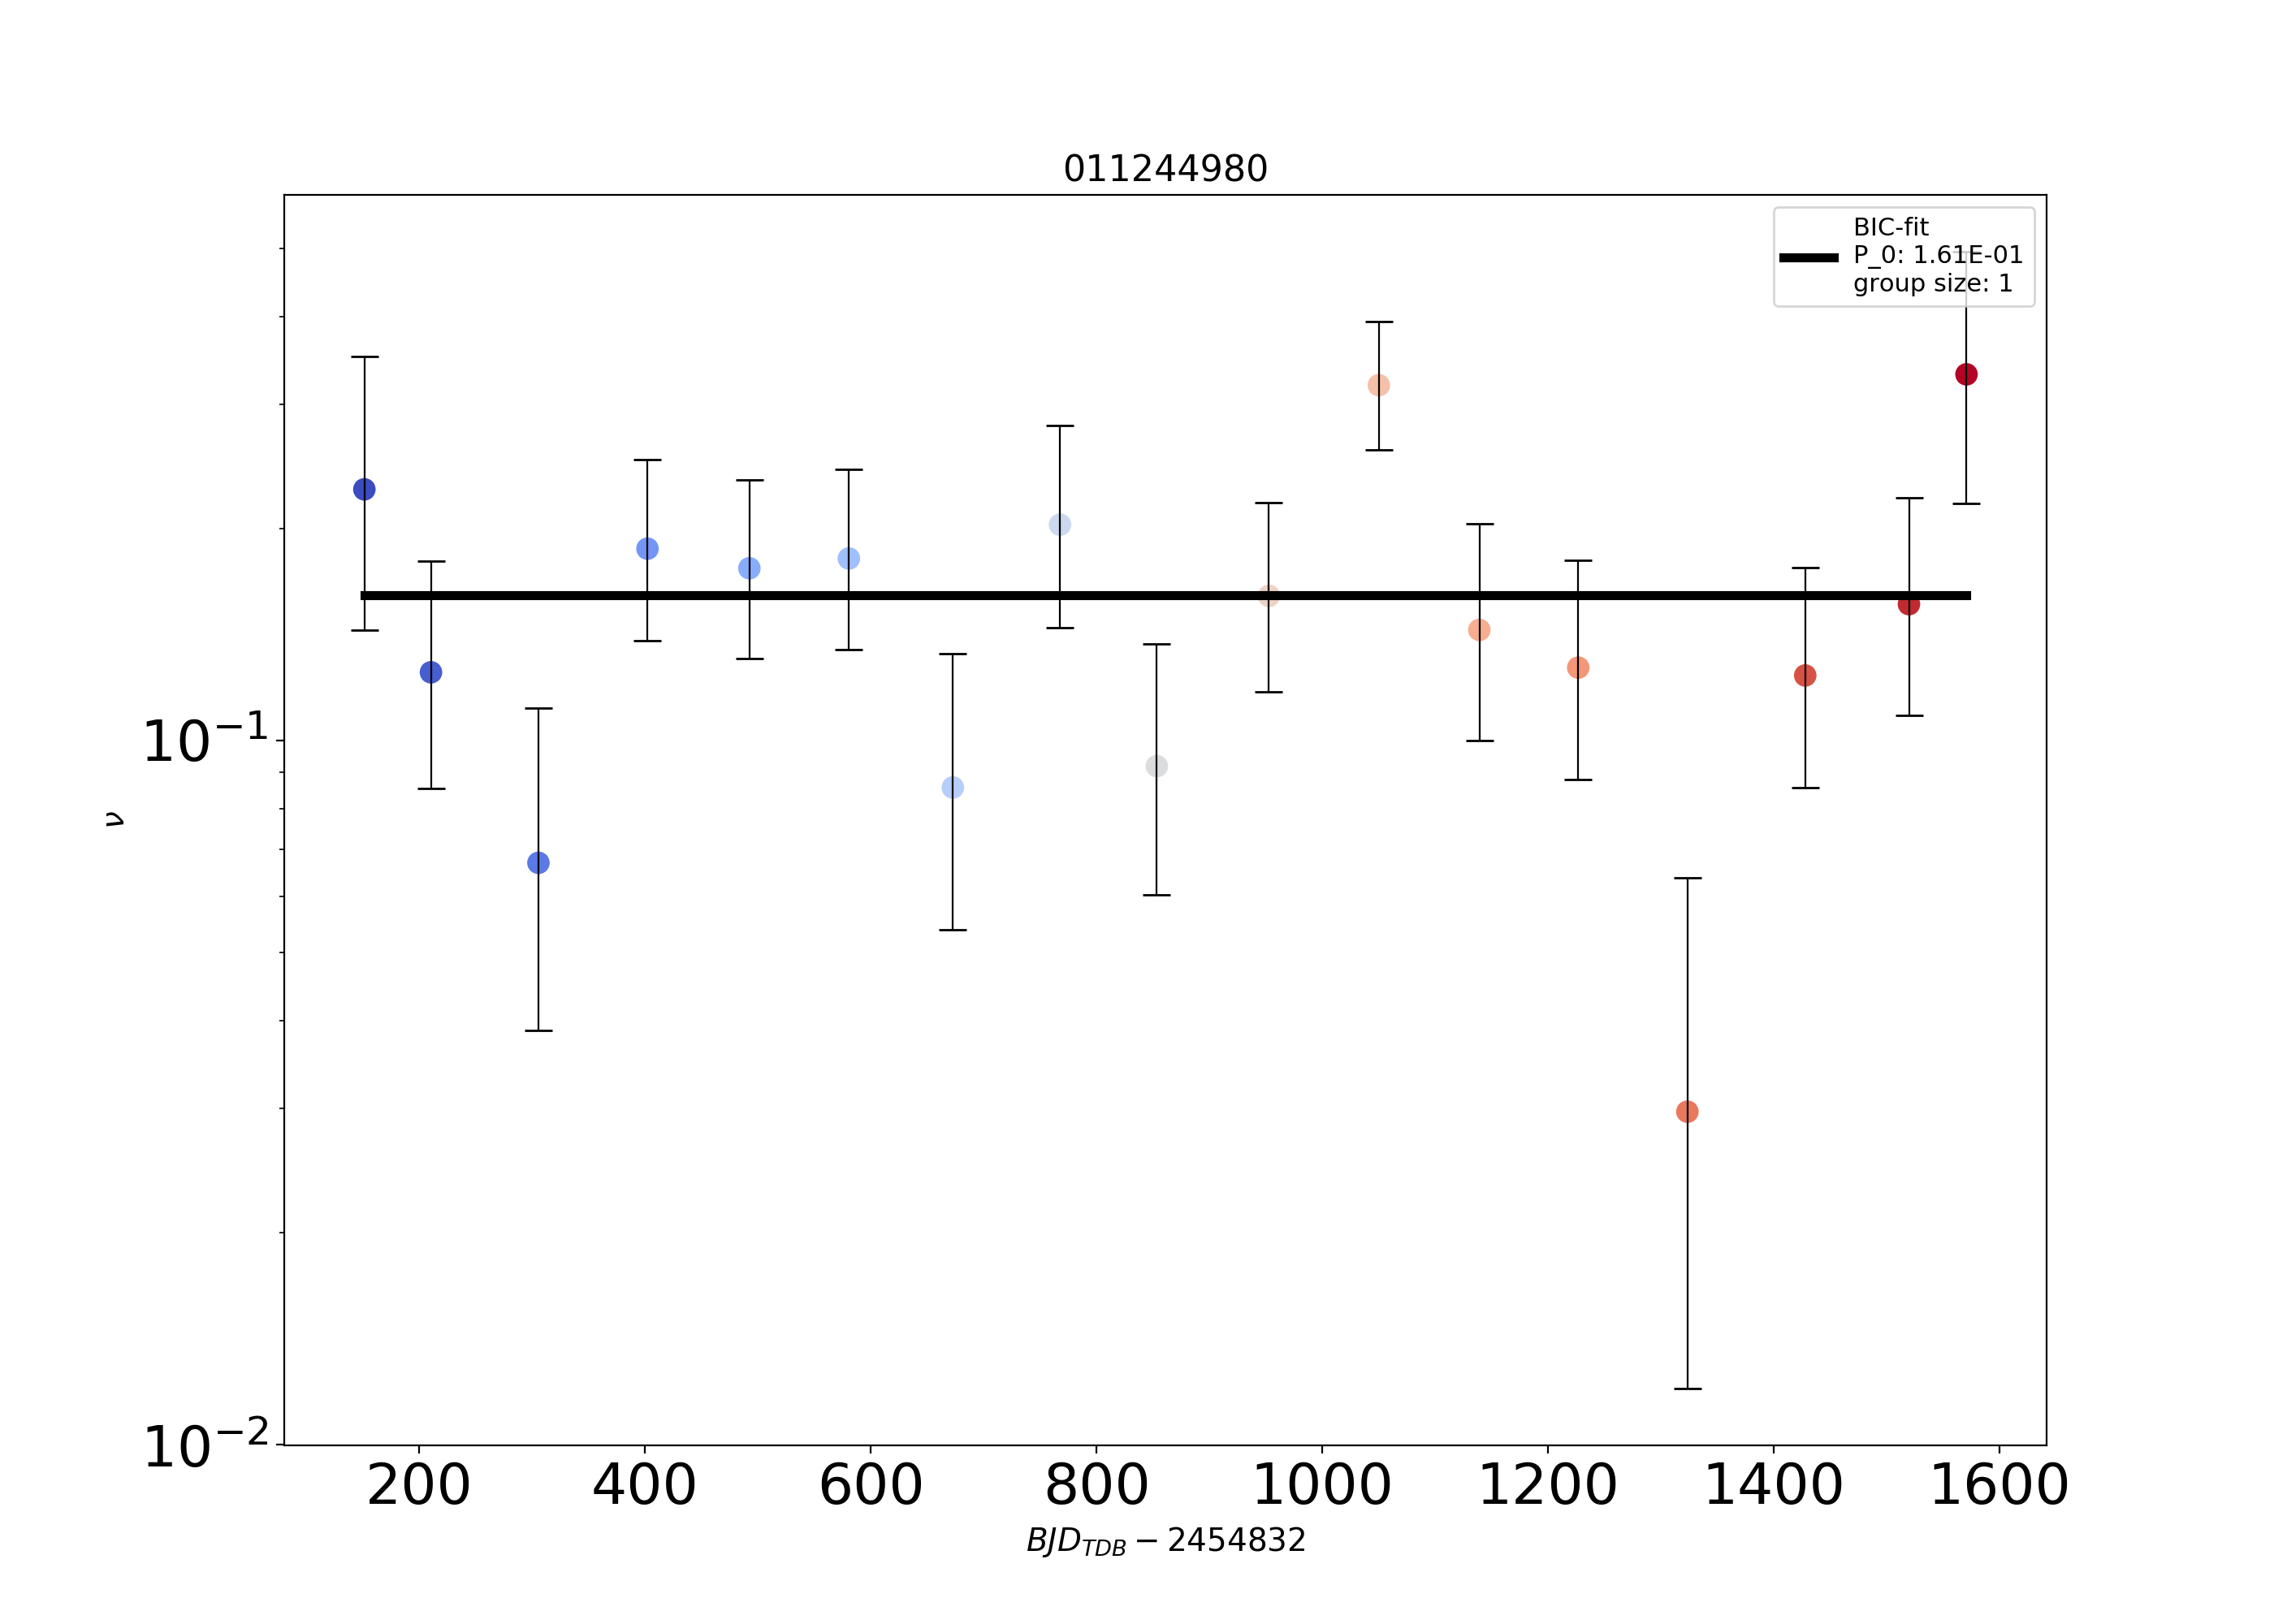 011244980
BIC-fit
P_0: 1.61E-01
group size: 1
10⁻¹
ν
10⁻²
200 400 600 800 1000 1200 1400 1600
BJD_TDB − 2454832